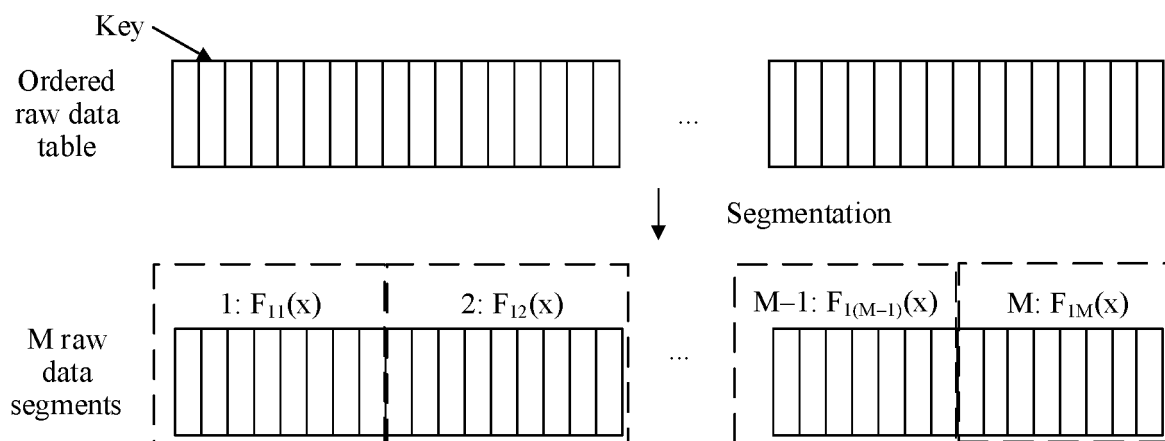 Key
Ordered
raw data
table
...
Segmentation
1: F₁₁(x)
2: F₁₂(x)
M–1: F₁₍M₋₁₎(x)
M: F₁M(x)
M raw
data
segments
...